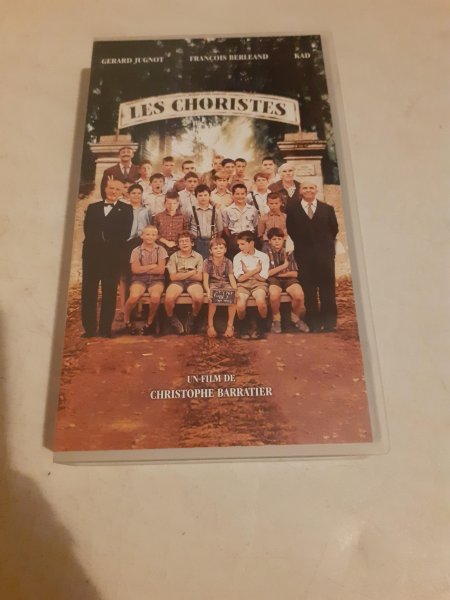 GERARD JUGNOT FRANÇOIS BERLEAND KAD
LES CHORISTES
UN FILM DE
CHRISTOPHE BARRATIER